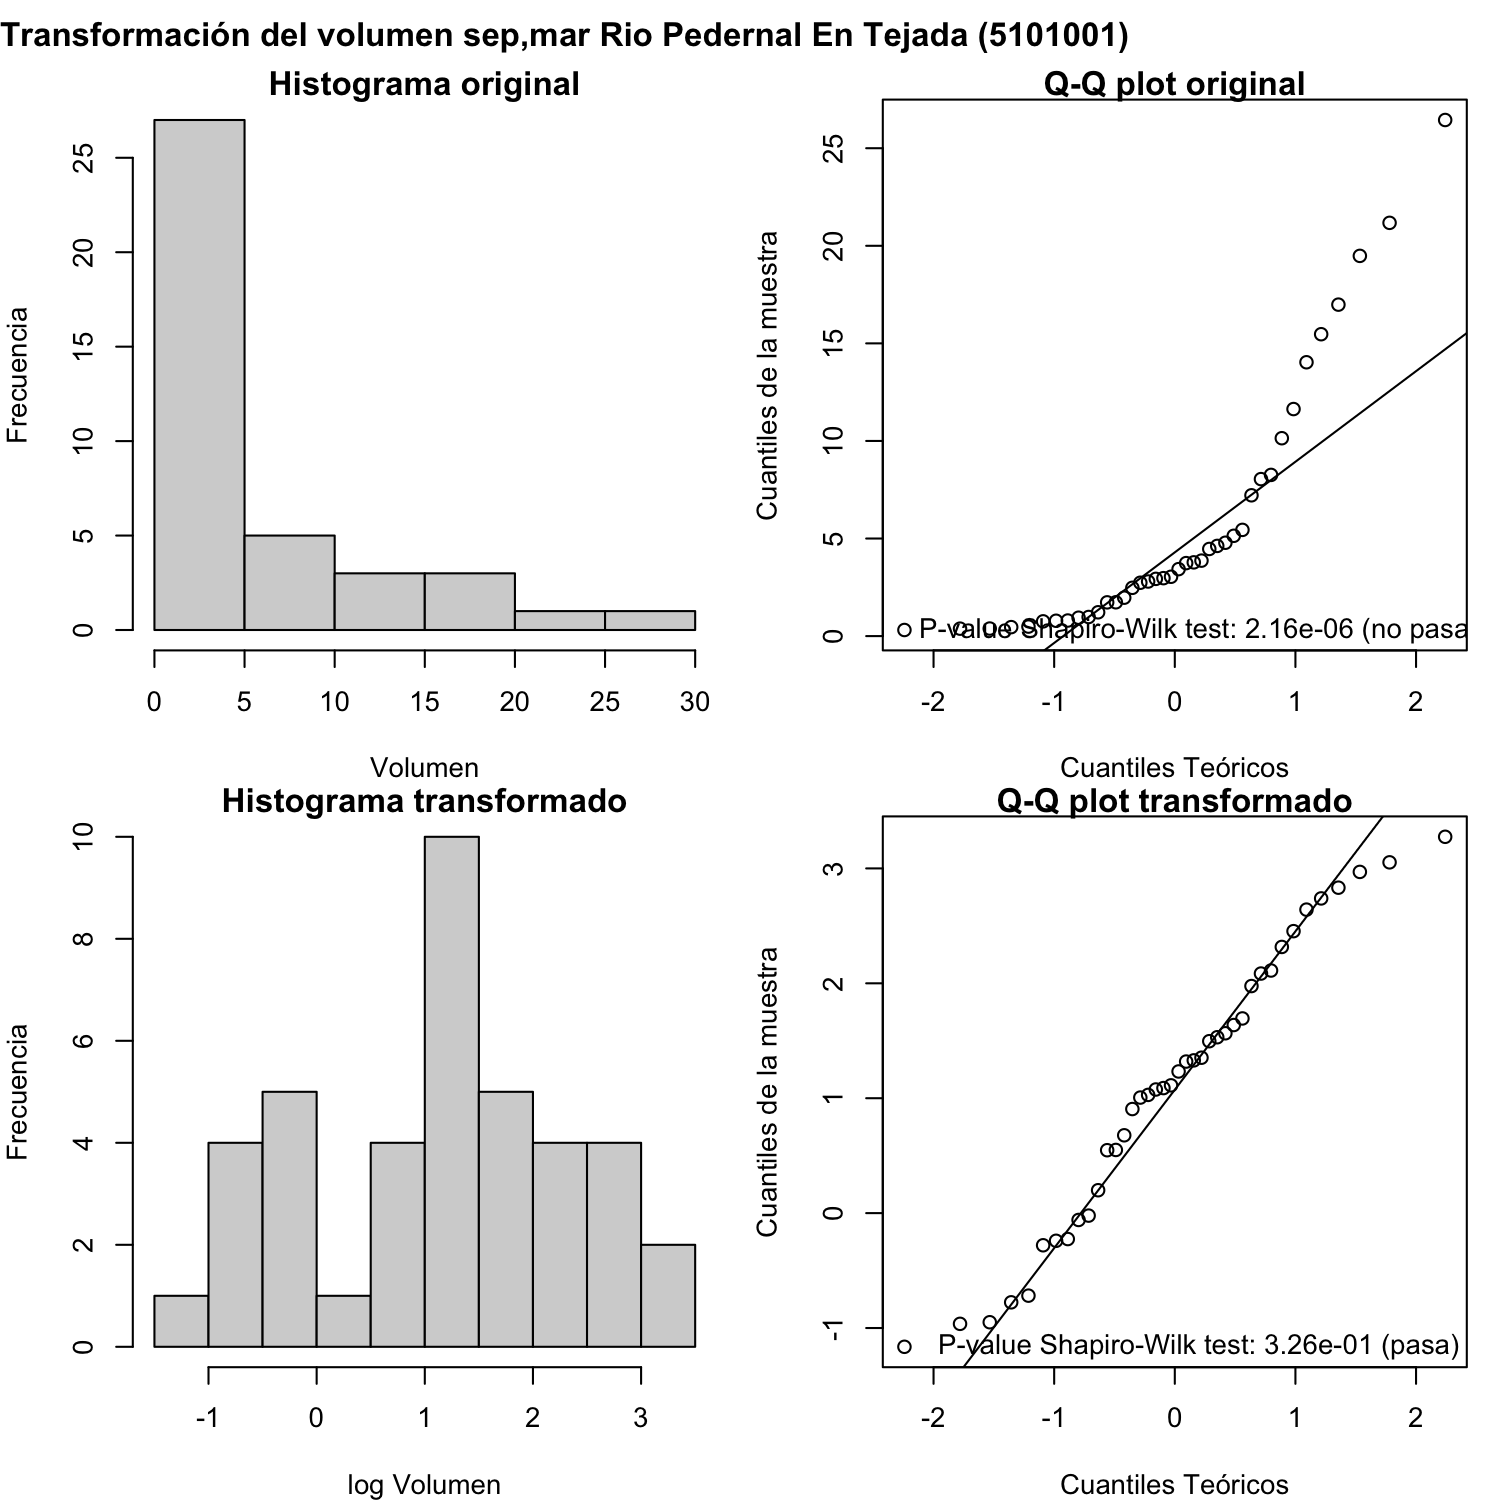 Transformación del volumen sep,mar Rio Pedernal En Tejada (5101001)
Histograma original
Frecuencia
25
20
15
10
5
0
0 5 10 15 20 25 30
Volumen
Q-Q plot original
Cuantiles de la muestra
25
20
15
10
5
0
P-value Shapiro-Wilk test: 2.16e-06 (no pasa
-2 -1 0 1 2
Cuantiles Teóricos
Histograma transformado
Frecuencia
10
8
6
4
2
0
-1 0 1 2 3
log Volumen
Q-Q plot transformado
Cuantiles de la muestra
3
2
1
0
-1
P-value Shapiro-Wilk test: 3.26e-01 (pasa)
-2 -1 0 1 2
Cuantiles Teóricos